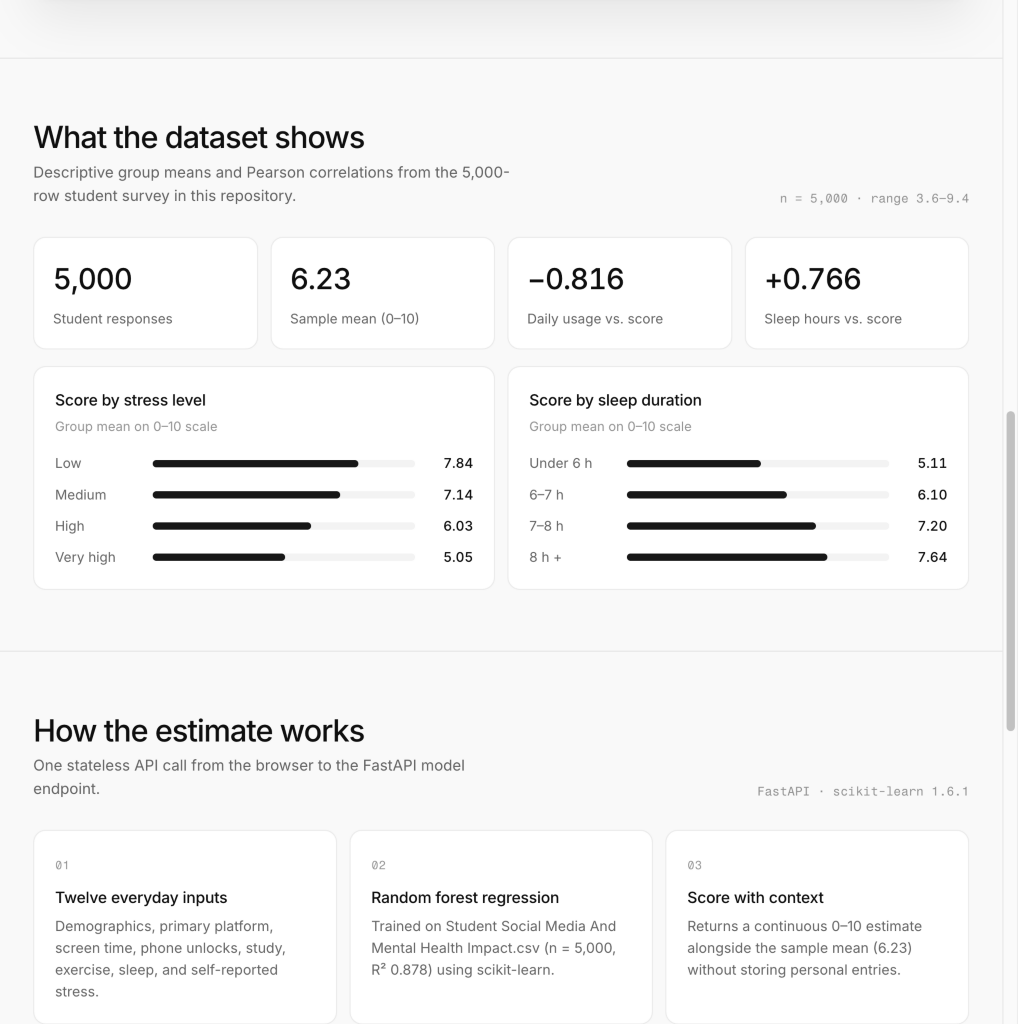 What the dataset shows
Descriptive group means and Pearson correlations from the 5,000-
row student survey in this repository.
n = 5,000 · range 3.6–9.4
5,000
Student responses
6.23
Sample mean (0–10)
−0.816
Daily usage vs. score
+0.766
Sleep hours vs. score
Score by stress level
Group mean on 0–10 scale
Low 7.84
Medium 7.14
High 6.03
Very high 5.05
Score by sleep duration
Group mean on 0–10 scale
Under 6 h 5.11
6–7 h 6.10
7–8 h 7.20
8 h + 7.64
How the estimate works
One stateless API call from the browser to the FastAPI model
endpoint.
FastAPI · scikit-learn 1.6.1
01
Twelve everyday inputs
Demographics, primary platform,
screen time, phone unlocks, study,
exercise, sleep, and self-reported
stress.
02
Random forest regression
Trained on Student Social Media And
Mental Health Impact.csv (n = 5,000,
R² 0.878) using scikit-learn.
03
Score with context
Returns a continuous 0–10 estimate
alongside the sample mean (6.23)
without storing personal entries.